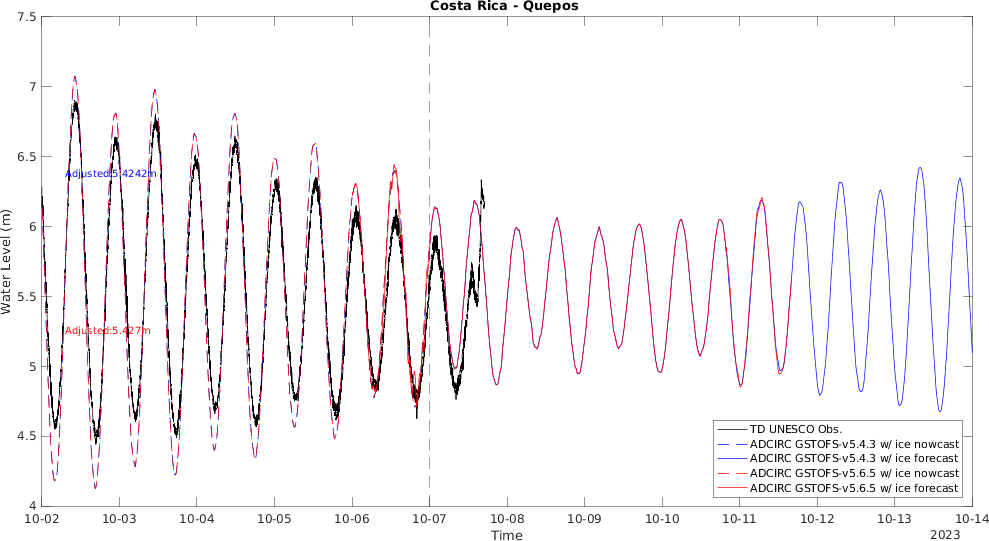 Costa Rica - Quepos
7.5
7
6.5
6
5.5
5
4.5
4
Water Level (m)
Adjusted:5.4242m
Adjusted:5.427m
TD UNESCO Obs.
ADCIRC GSTOFS-v5.4.3 w/ ice nowcast
ADCIRC GSTOFS-v5.4.3 w/ ice forecast
ADCIRC GSTOFS-v5.6.5 w/ ice nowcast
ADCIRC GSTOFS-v5.6.5 w/ ice forecast
10-02 10-03 10-04 10-05 10-06 10-07 10-08 10-09 10-10 10-11 10-12 10-13 10-14
Time
2023